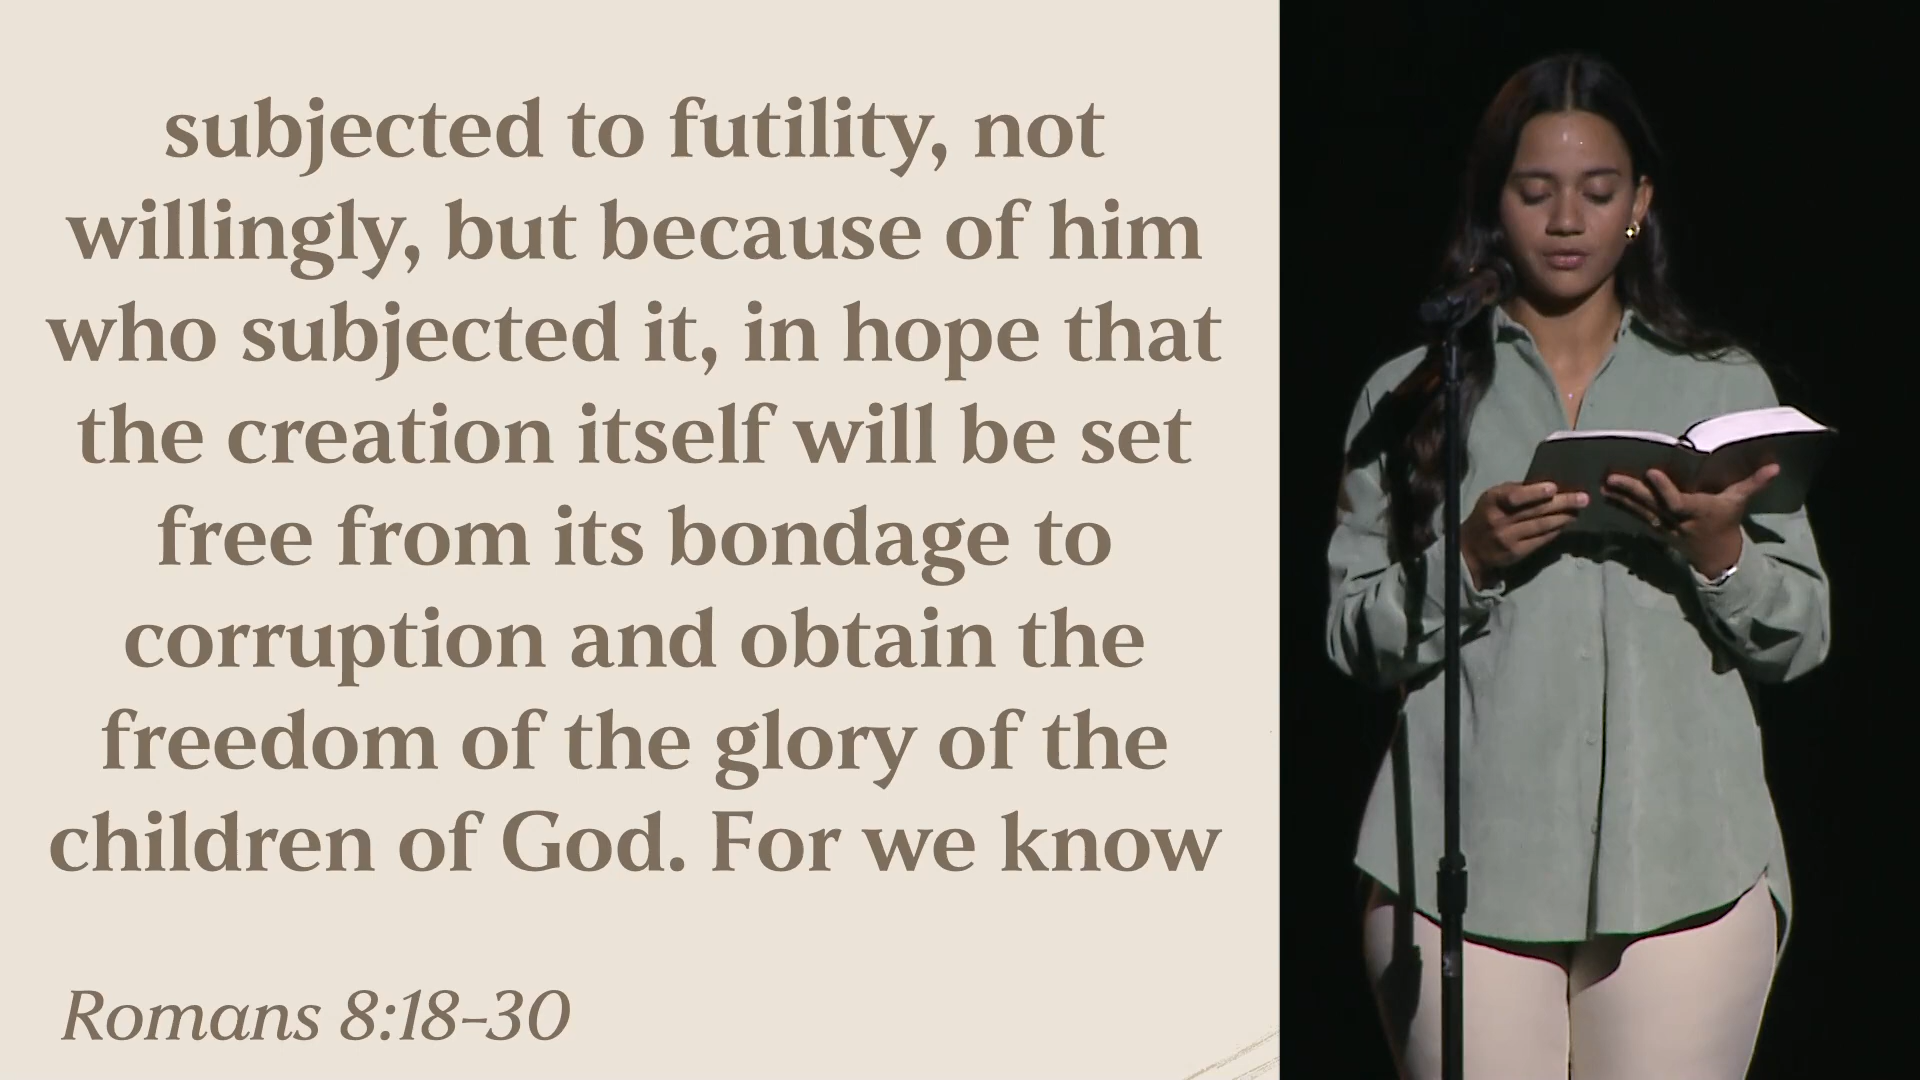 subjected to futility, not
willingly, but because of him
who subjected it, in hope that
the creation itself will be set
free from its bondage to
corruption and obtain the
freedom of the glory of the
children of God. For we know
Romans 8:18-30